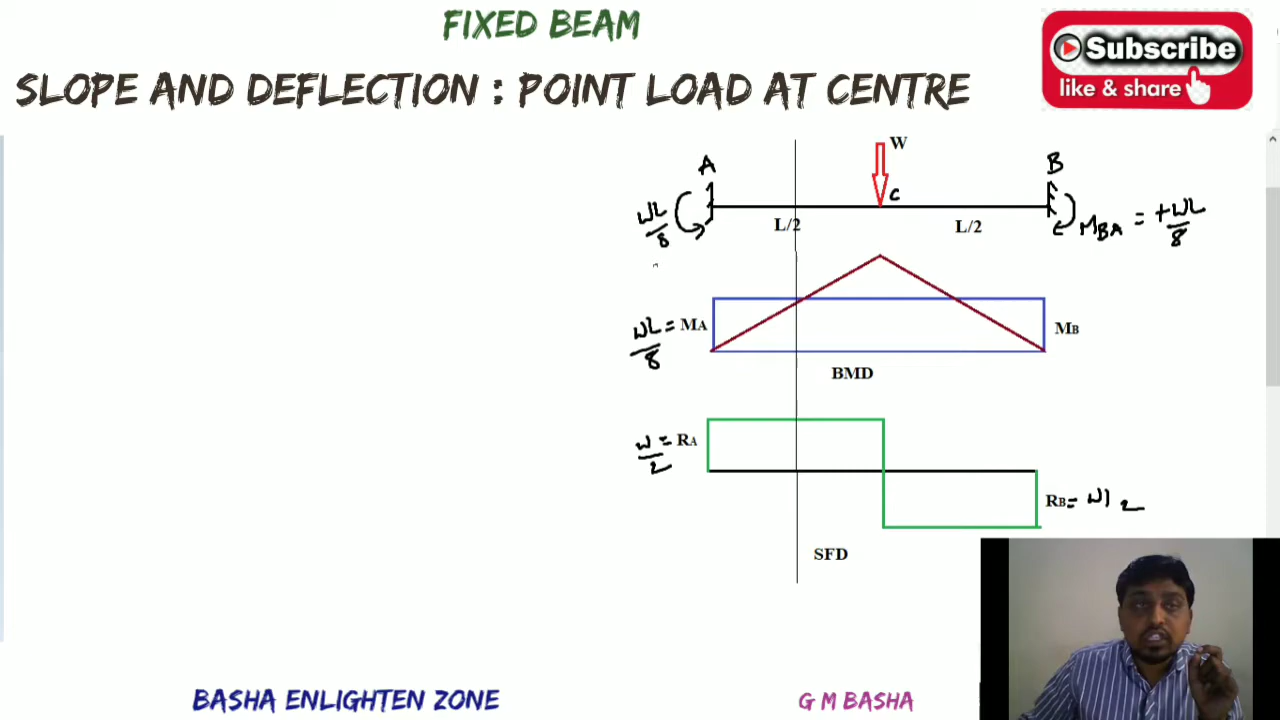 FIXED BEAM
SLOPE AND DEFLECTION : POINT LOAD AT CENTRE
Subscribe
like & share
W
A
B
C
WL/8
L/2
L/2
MBA = +WL/8
WL/8 = MA
MB
BMD
W/2 = RA
RB = W/2
SFD
BASHA ENLIGHTEN ZONE
G M BASHA